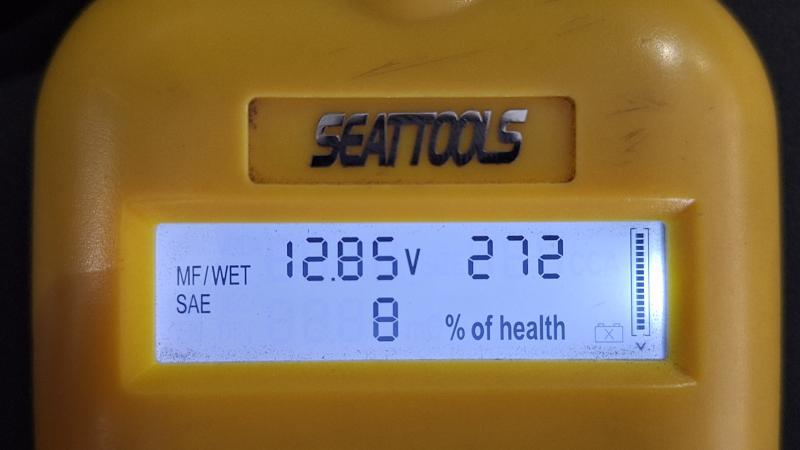 SEATTOOLS
MF/WET 12.85V 272
SAE
8 % of health